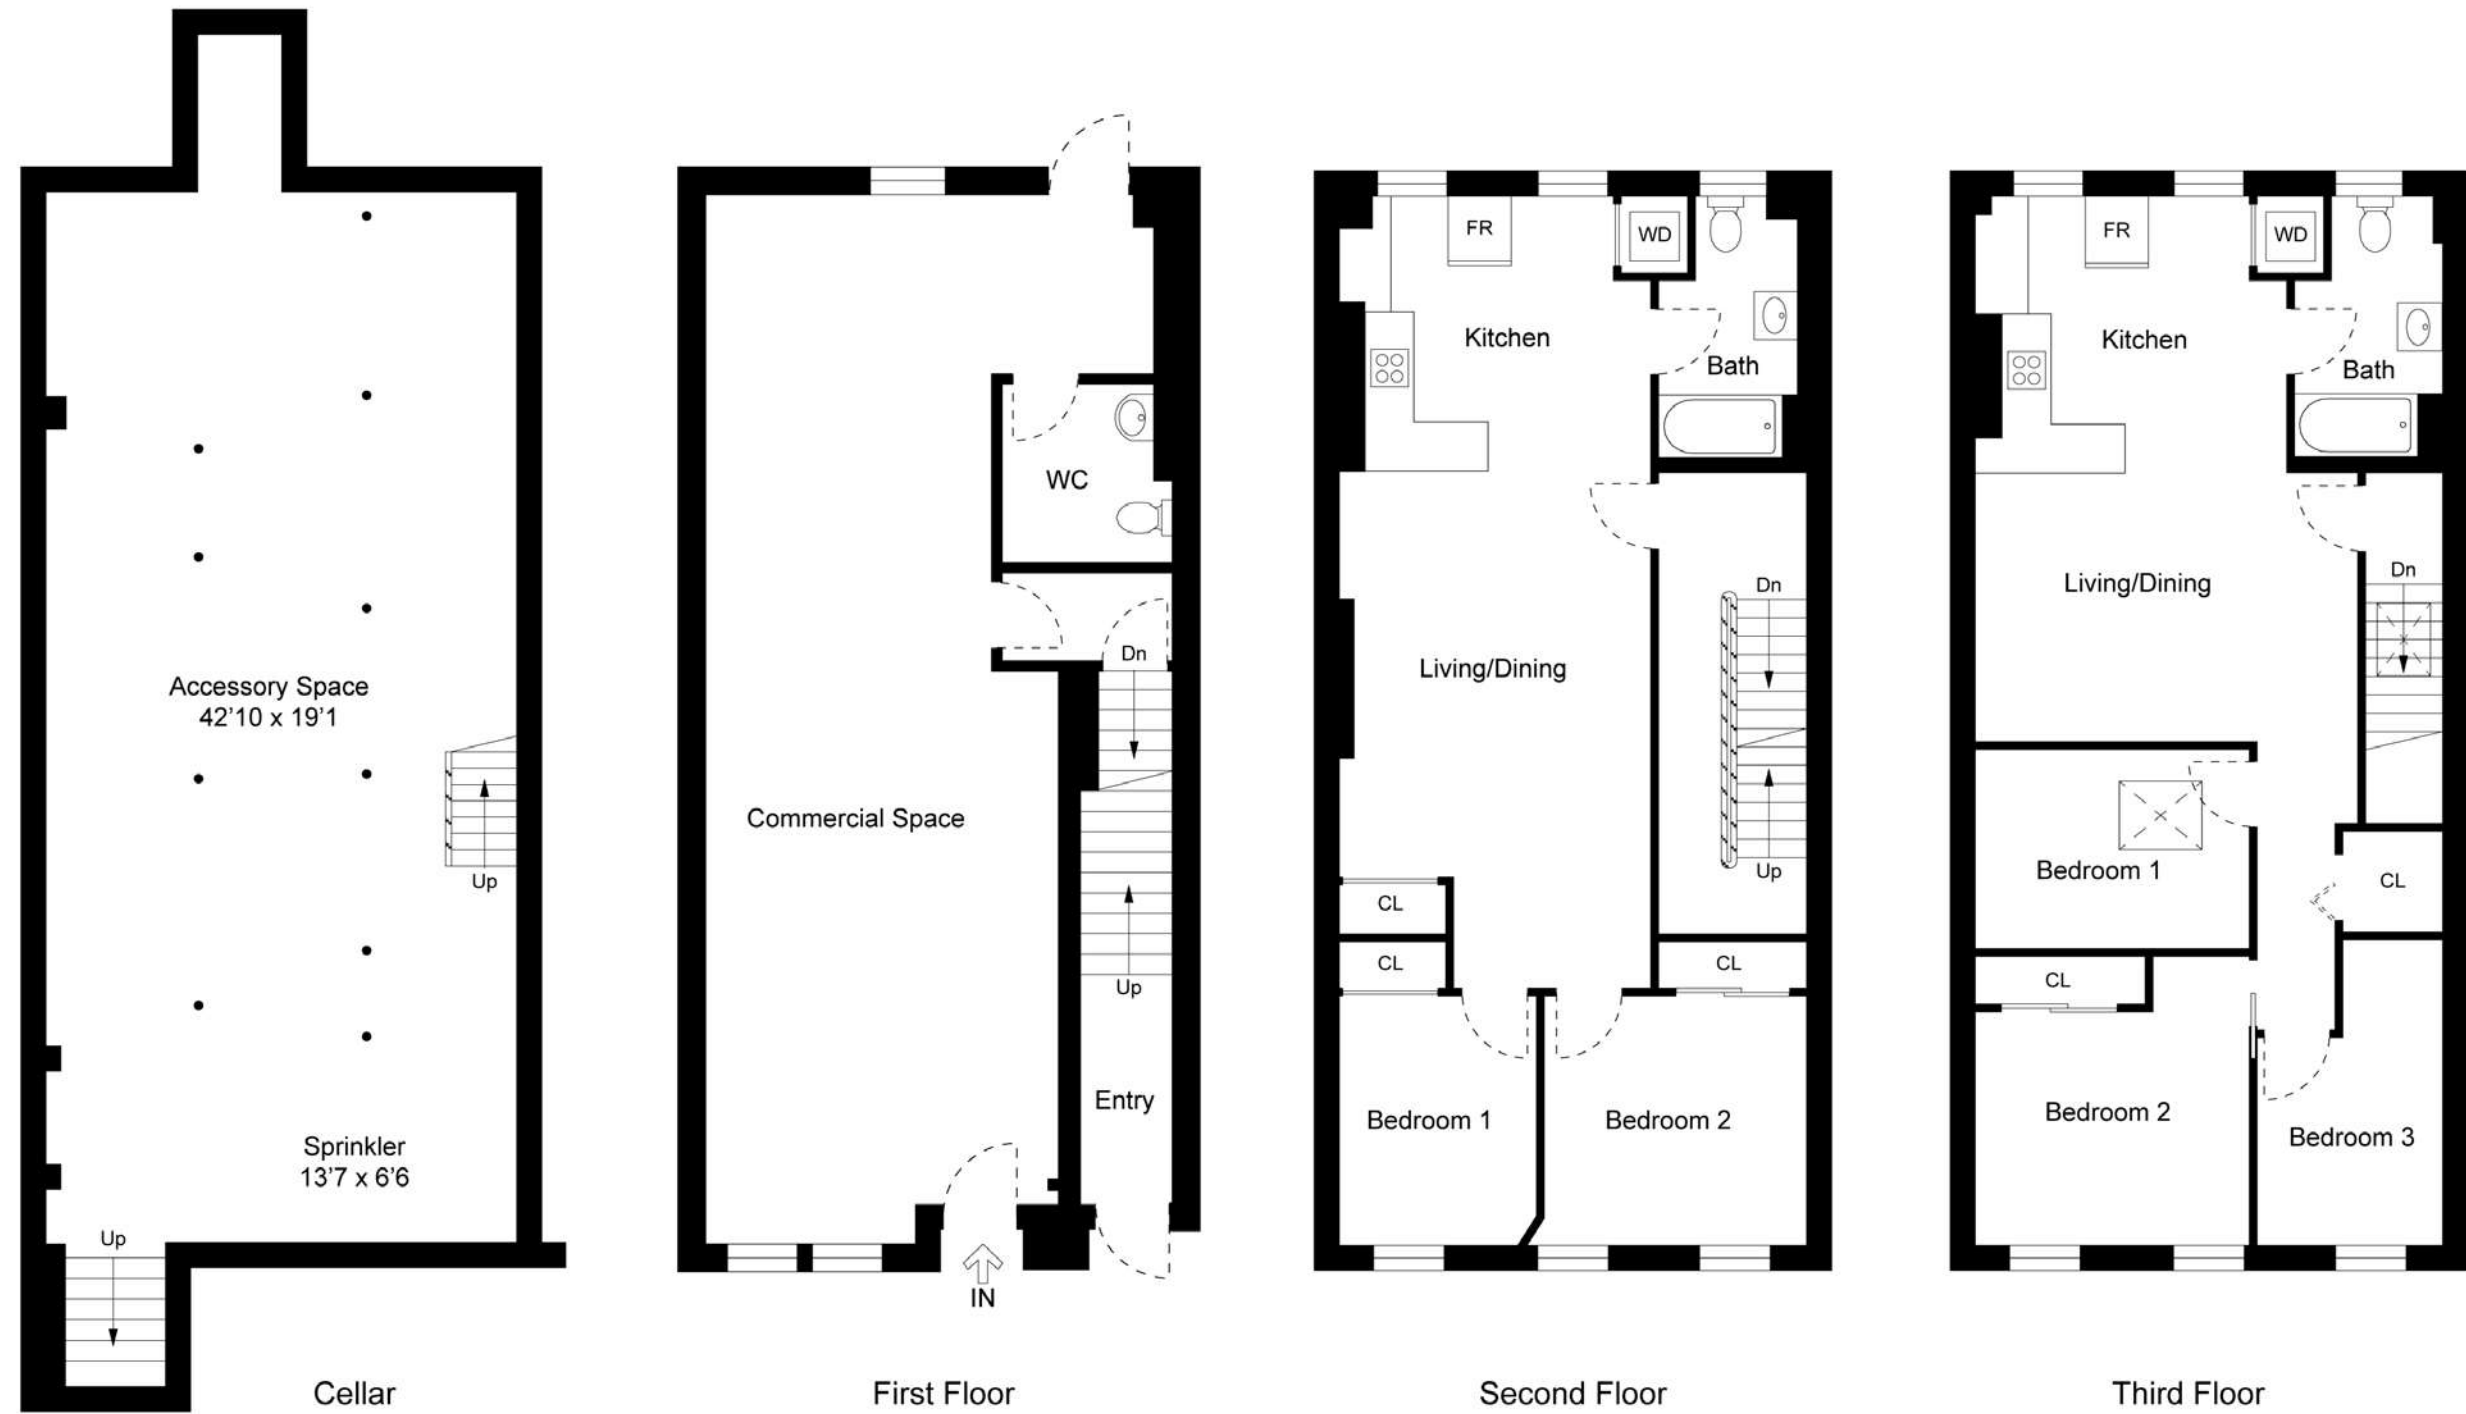 Accessory Space
42'10 x 19'1
Up
Sprinkler
13'7 x 6'6
Up
Cellar
WC
Dn
Commercial Space
Up
Entry
IN
First Floor
FR
WD
Kitchen
Bath
Dn
Living/Dining
Up
CL
CL
CL
Bedroom 1
Bedroom 2
Second Floor
FR
WD
Kitchen
Bath
Dn
Living/Dining
Bedroom 1
CL
CL
Bedroom 2
Bedroom 3
Third Floor